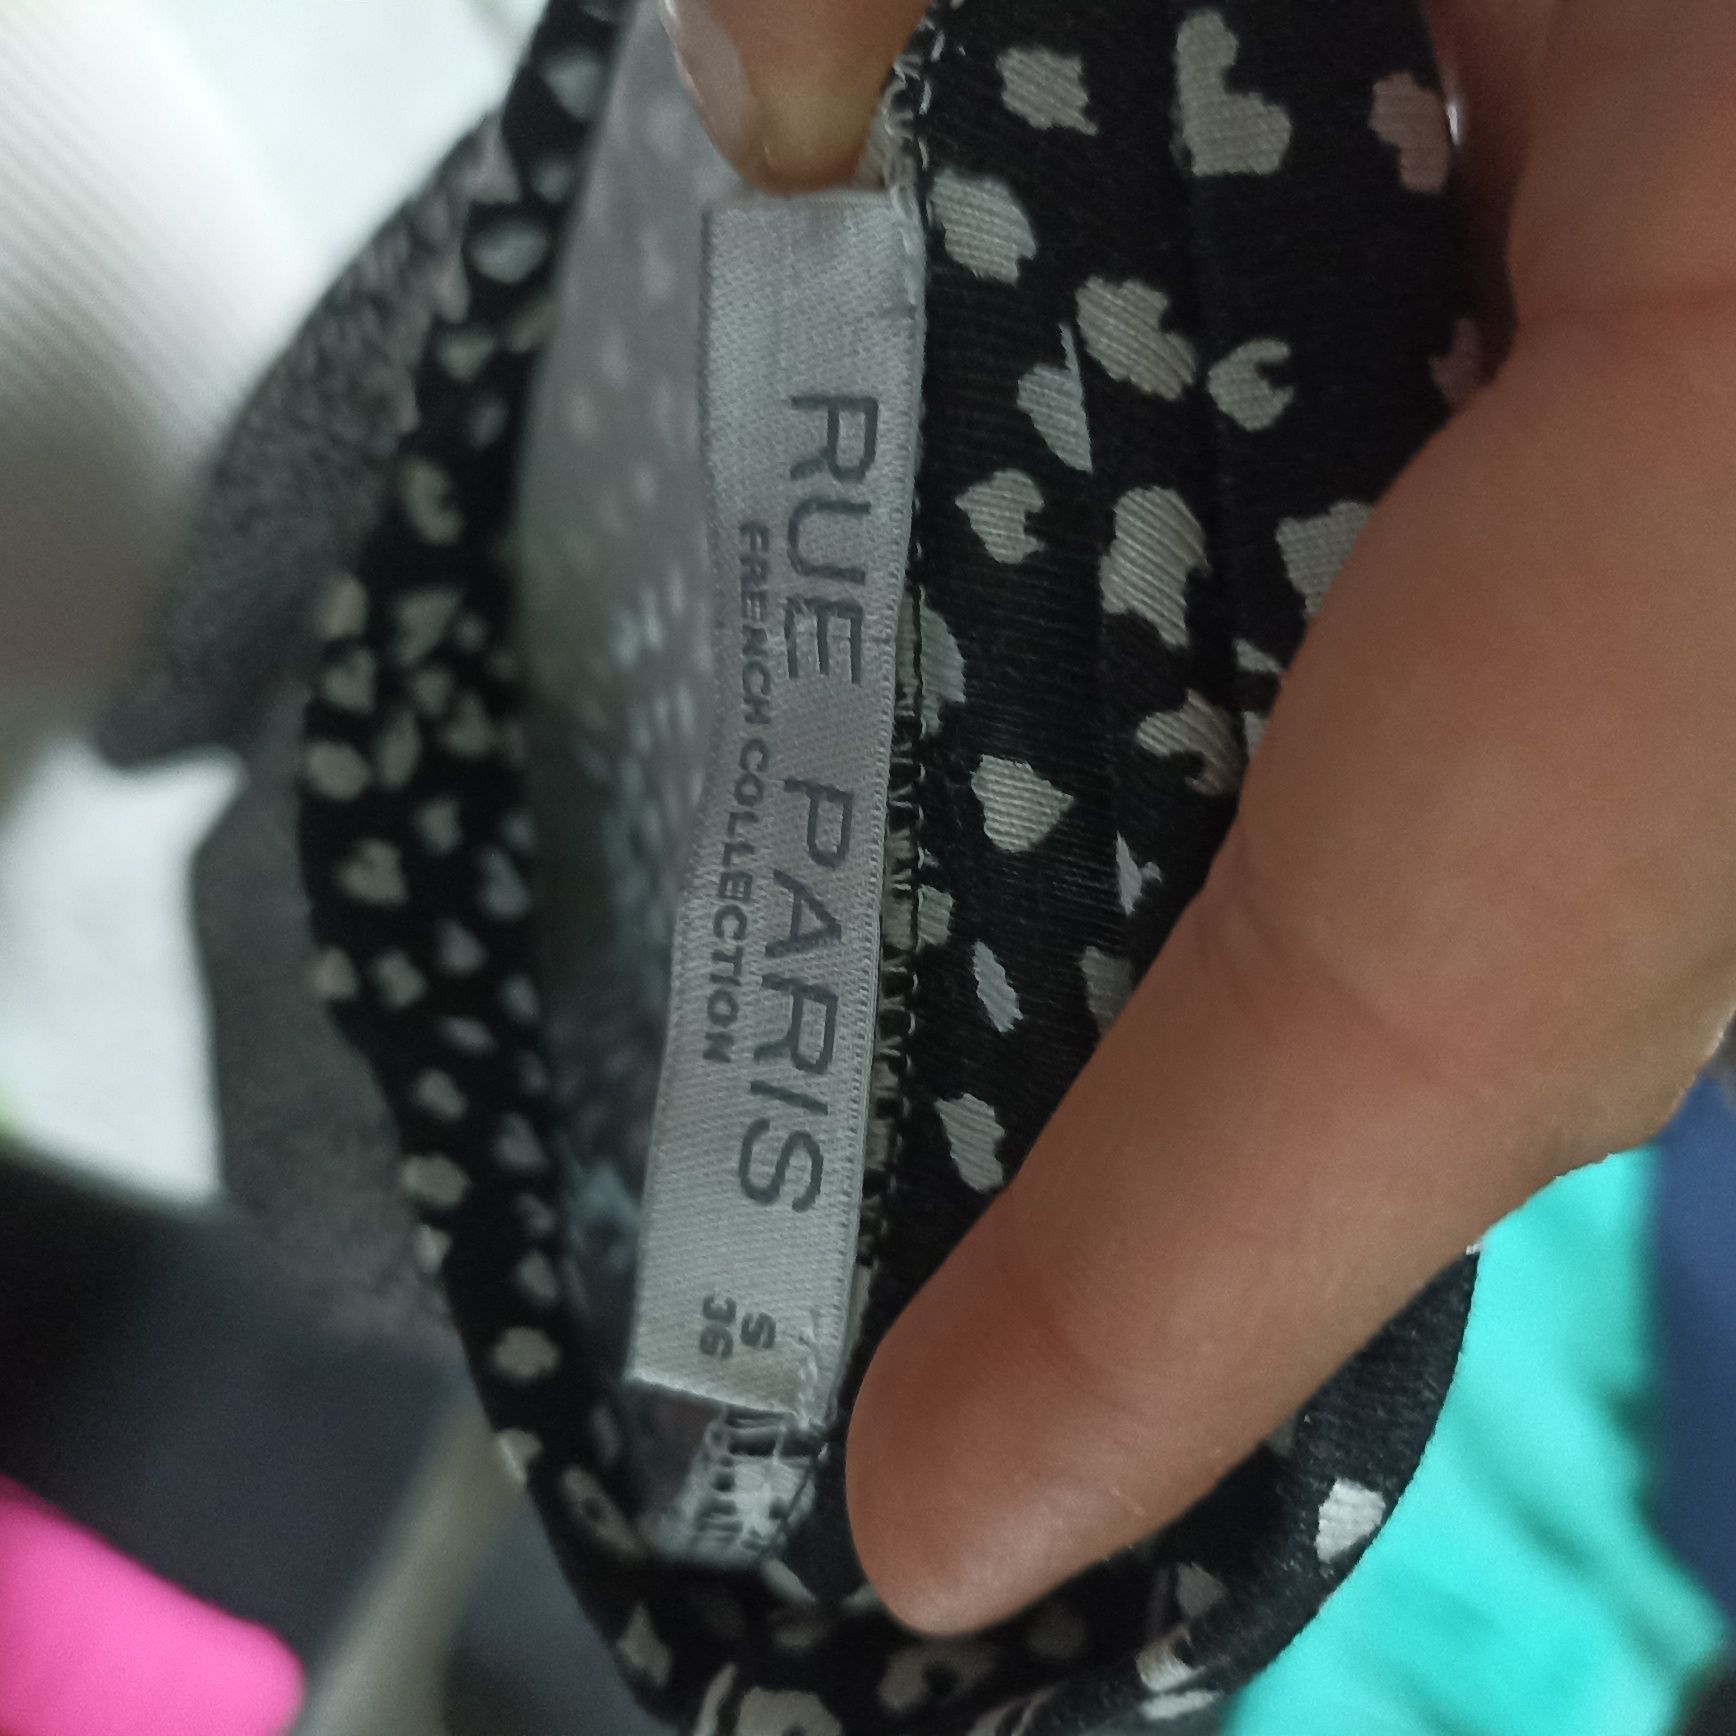 RUE PARIS
FRENCH COLLECTION
S
36